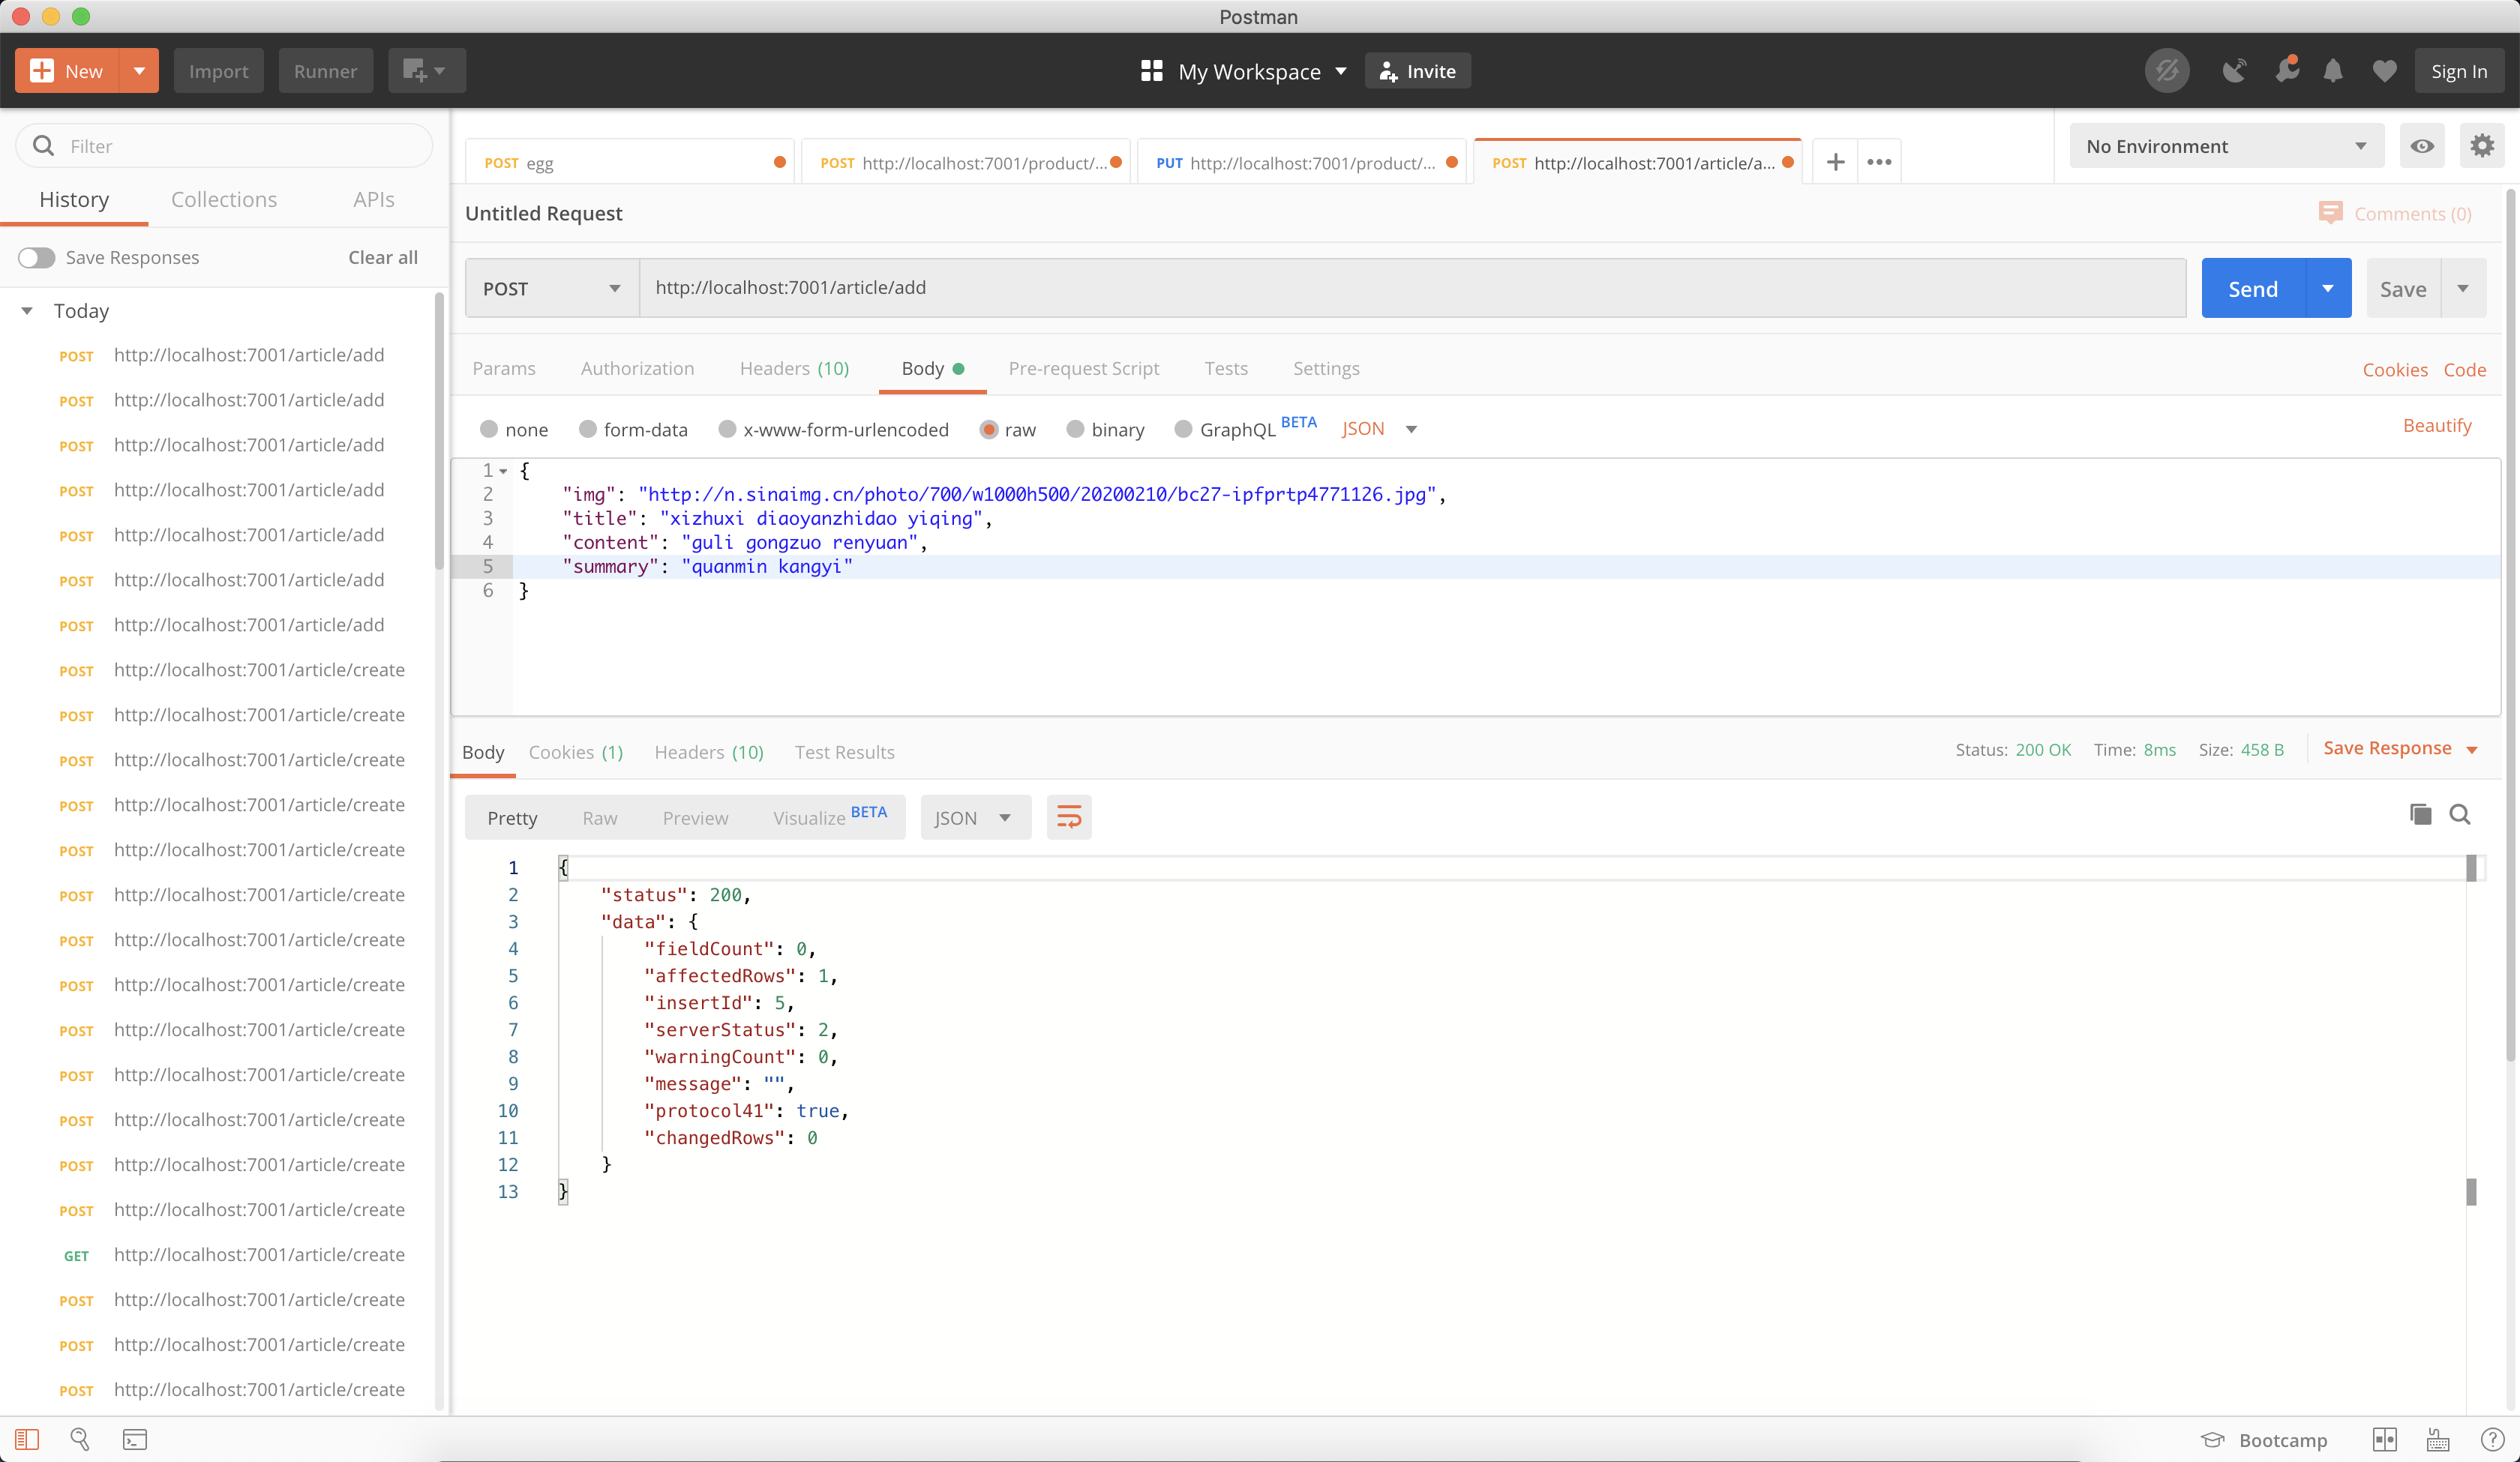 Postman
New
Import
Runner
My Workspace
Invite
Sign In
Filter
History
Collections
APIs
Save Responses
Clear all
Today
POST http://localhost:7001/article/add
POST http://localhost:7001/article/add
POST http://localhost:7001/article/add
POST http://localhost:7001/article/add
POST http://localhost:7001/article/add
POST http://localhost:7001/article/add
POST http://localhost:7001/article/add
POST http://localhost:7001/article/create
POST http://localhost:7001/article/create
POST http://localhost:7001/article/create
POST http://localhost:7001/article/create
POST http://localhost:7001/article/create
POST http://localhost:7001/article/create
POST http://localhost:7001/article/create
POST http://localhost:7001/article/create
POST http://localhost:7001/article/create
POST http://localhost:7001/article/create
POST http://localhost:7001/article/create
POST http://localhost:7001/article/create
POST http://localhost:7001/article/create
GET http://localhost:7001/article/create
POST http://localhost:7001/article/create
POST http://localhost:7001/article/create
POST http://localhost:7001/article/create
POST egg
POST http://localhost:7001/product/...
PUT http://localhost:7001/product/...
POST http://localhost:7001/article/a...
No Environment
Untitled Request
Comments (0)
POST
http://localhost:7001/article/add
Send
Save
Params
Authorization
Headers (10)
Body
Pre-request Script
Tests
Settings
Cookies
Code
none
form-data
x-www-form-urlencoded
raw
binary
GraphQL BETA
JSON
Beautify
1 {
2 "img": "http://n.sinaimg.cn/photo/700/w1000h500/20200210/bc27-ipfprtp4771126.jpg",
3 "title": "xizhuxi diaoyanzhidao yiqing",
4 "content": "guli gongzuo renyuan",
5 "summary": "quanmin kangyi"
6 }
Body
Cookies (1)
Headers (10)
Test Results
Status: 200 OK
Time: 8ms
Size: 458 B
Save Response
Pretty
Raw
Preview
Visualize BETA
JSON
1 {
2 "status": 200,
3 "data": {
4 "fieldCount": 0,
5 "affectedRows": 1,
6 "insertId": 5,
7 "serverStatus": 2,
8 "warningCount": 0,
9 "message": "",
10 "protocol41": true,
11 "changedRows": 0
12 }
13 }
Bootcamp